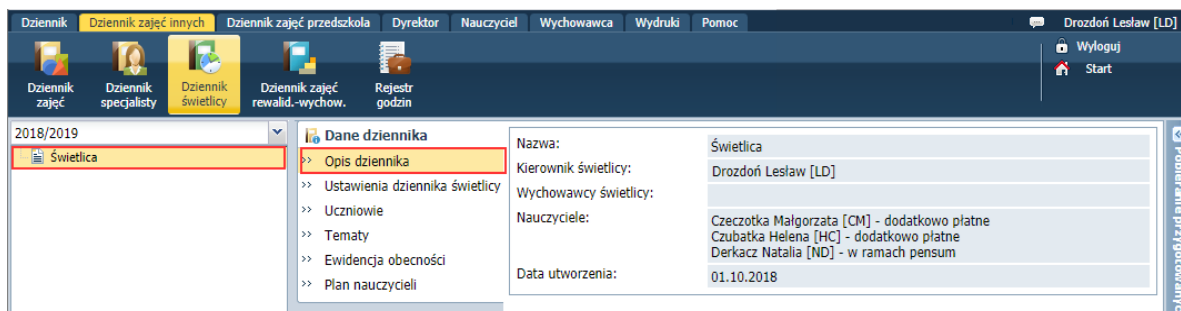 Dziennik Dziennik zajęć innych Dziennik zajęć przedszkola Dyrektor Nauczyciel Wychowawca Wydruki Pomoc Drozdoń Lesław [LD]
Wyloguj
Start
Dziennik zajęć
Dziennik specjalisty
Dziennik świetlicy
Dziennik zajęć rewalid.-wychow.
Rejestr godzin
2018/2019
Świetlica
Dane dziennika
Opis dziennika
Ustawienia dziennika świetlicy
Uczniowie
Tematy
Ewidencja obecności
Plan nauczycieli
Nazwa: Świetlica
Kierownik świetlicy: Drozdoń Lesław [LD]
Wychowawcy świetlicy:
Nauczyciele: Czeczotka Małgorzata [CM] - dodatkowo płatne
Czubatka Helena [HC] - dodatkowo płatne
Derkacz Natalia [ND] - w ramach pensum
Data utworzenia: 01.10.2018
Pobieranie